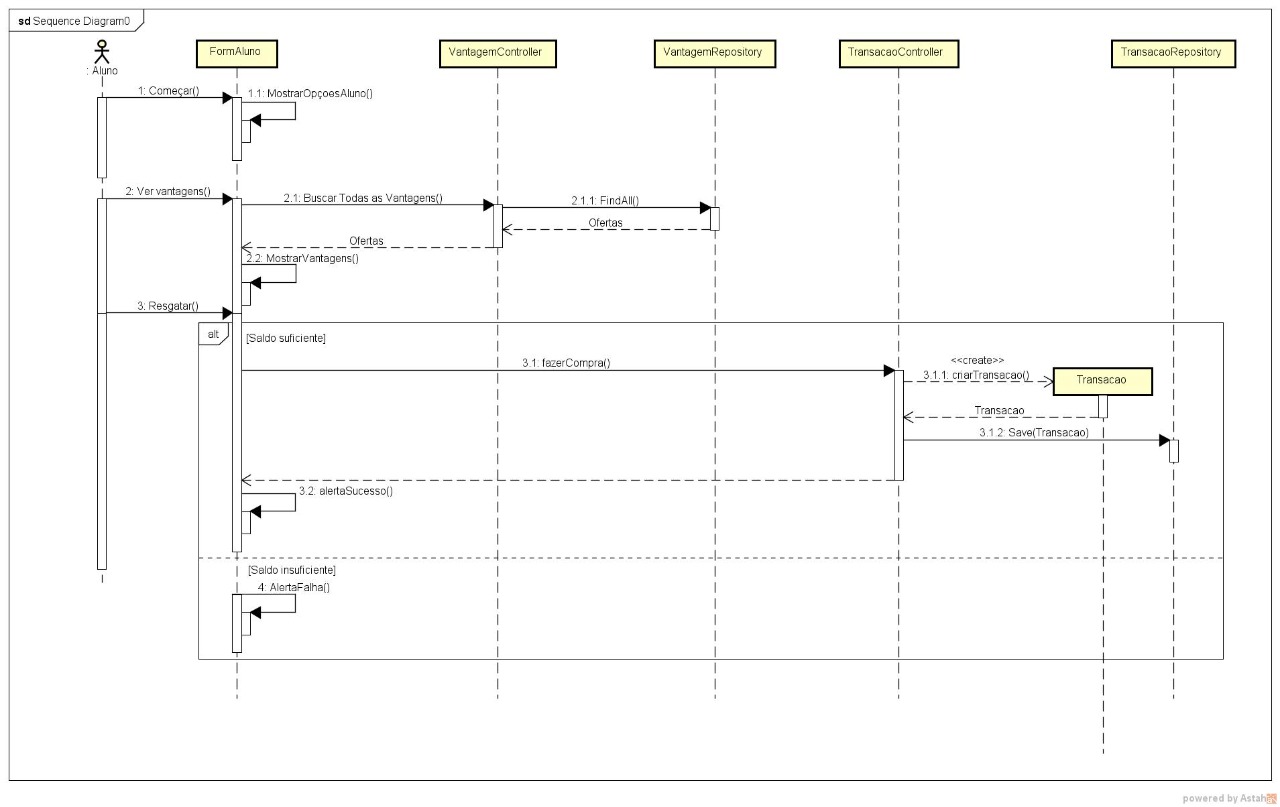 sd Sequence Diagram0
: Aluno
FormAluno
VantagemController
VantagemRepository
TransacaoController
TransacaoRepository
1: Começar()
1.1: MostrarOpçoesAluno()
2: Ver vantagens()
2.1: Buscar Todas as Vantagens()
2.1.1: FindAll()
Ofertas
Ofertas
2.2: MostrarVantagens()
3: Resgatar()
alt
[Saldo suficiente]
3.1: fazerCompra()
<<create>>
3.1.1: criarTransacao()
Transacao
Transacao
3.1.2: Save(Transacao)
3.2: alertaSucesso()
[Saldo insuficiente]
4: AlertaFalha()
powered by Astah